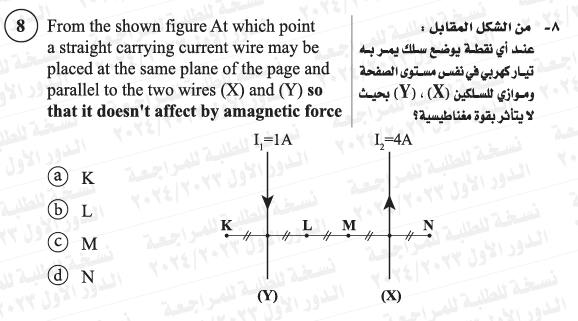 8 From the shown figure At which point
a straight carrying current wire may be
placed at the same plane of the page and
parallel to the two wires (X) and (Y) so
that it doesn't affect by amagnetic force
٨- من الشكل المقابل :
عند أي نقطة يوضع سلك يمر به
تيار كهربي في نفس مستوى الصفحة
وموازي للسلكين (X) ، (Y) بحيث
لا يتأثر بقوة مغناطيسية؟
a K
b L
c M
d N
I₁=1A I₂=4A
K L M N
(Y) (X)
نسخة للطلبة للمراجعة
الدور الأول ٢٠٢٤/٢٠٢٣